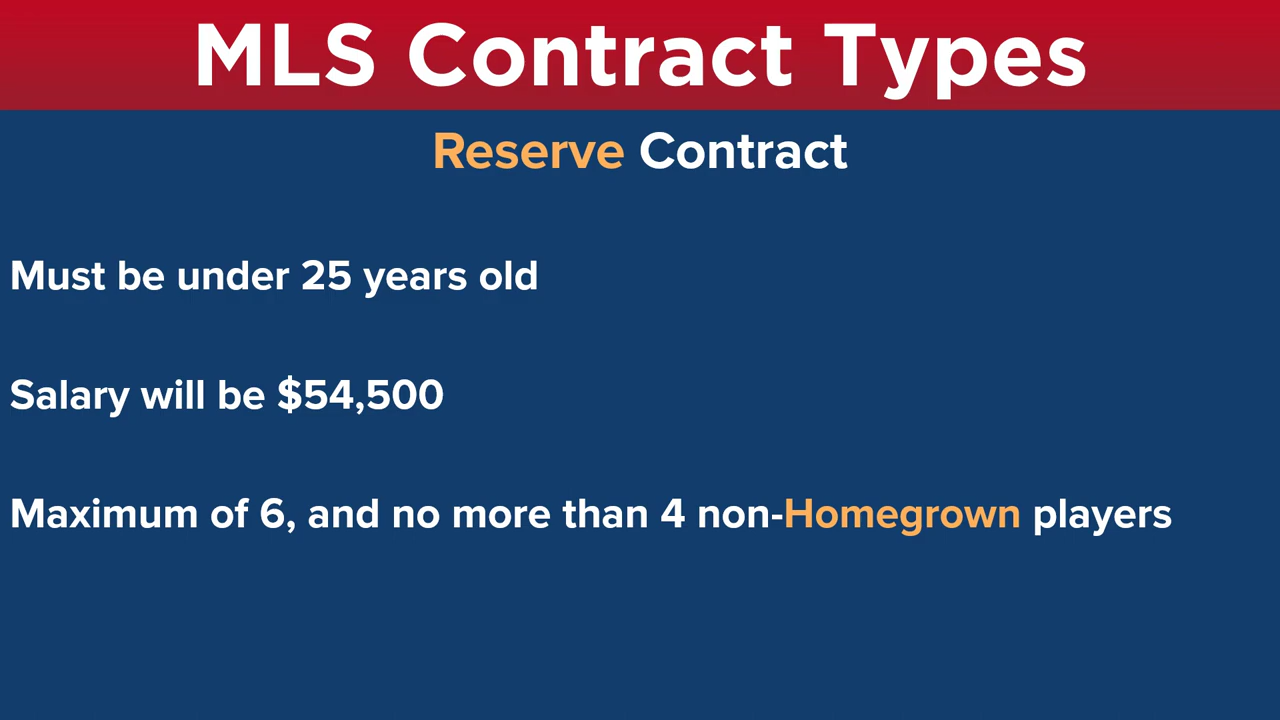 MLS Contract Types
Reserve Contract
Must be under 25 years old
Salary will be $54,500
Maximum of 6, and no more than 4 non-Homegrown players